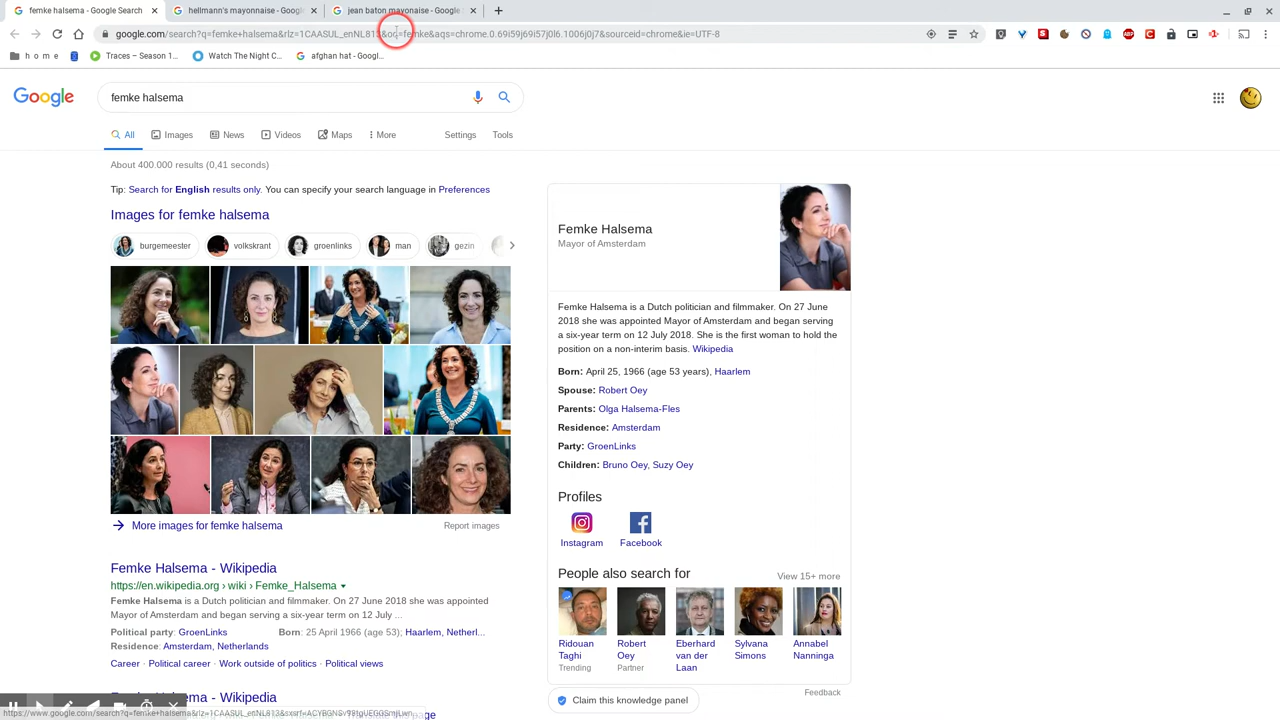 femke halsema - Google Search
hellmann's mayonnaise - Googl
jean baton mayonaise - Google S
google.com/search?q=femke+halsema&rlz=1CAASUL_enNL813&oq=femke&aqs=chrome.0.69i59j69i57j0l6.1006j0j7&sourceid=chrome&ie=UTF-8
h o m e
Traces – Season 1…
Watch The Night C…
afghan hat - Googl…
Google
femke halsema
All
Images
News
Videos
Maps
More
Settings
Tools
About 400.000 results (0,41 seconds)
Tip: Search for English results only. You can specify your search language in Preferences
Images for femke halsema
burgemeester
volkskrant
groenlinks
man
gezin
More images for femke halsema
Report images
Femke Halsema - Wikipedia
https://en.wikipedia.org › wiki › Femke_Halsema
Femke Halsema is a Dutch politician and filmmaker. On 27 June 2018 she was appointed
Mayor of Amsterdam and began serving a six-year term on 12 July ...
Political party: GroenLinks
Born: 25 April 1966 (age 53); Haarlem, Netherl...
Residence: Amsterdam, Netherlands
Career · Political career · Work outside of politics · Political views
Femke Halsema - Wikipedia
Femke Halsema
Mayor of Amsterdam
Femke Halsema is a Dutch politician and filmmaker. On 27 June
2018 she was appointed Mayor of Amsterdam and began serving
a six-year term on 12 July 2018. She is the first woman to hold the
position on a non-interim basis. Wikipedia
Born: April 25, 1966 (age 53 years), Haarlem
Spouse: Robert Oey
Parents: Olga Halsema-Fles
Residence: Amsterdam
Party: GroenLinks
Children: Bruno Oey, Suzy Oey
Profiles
Instagram
Facebook
People also search for
View 15+ more
Ridouan
Taghi
Trending
Robert
Oey
Partner
Eberhard
van der
Laan
Sylvana
Simons
Annabel
Nanninga
Claim this knowledge panel
Feedback